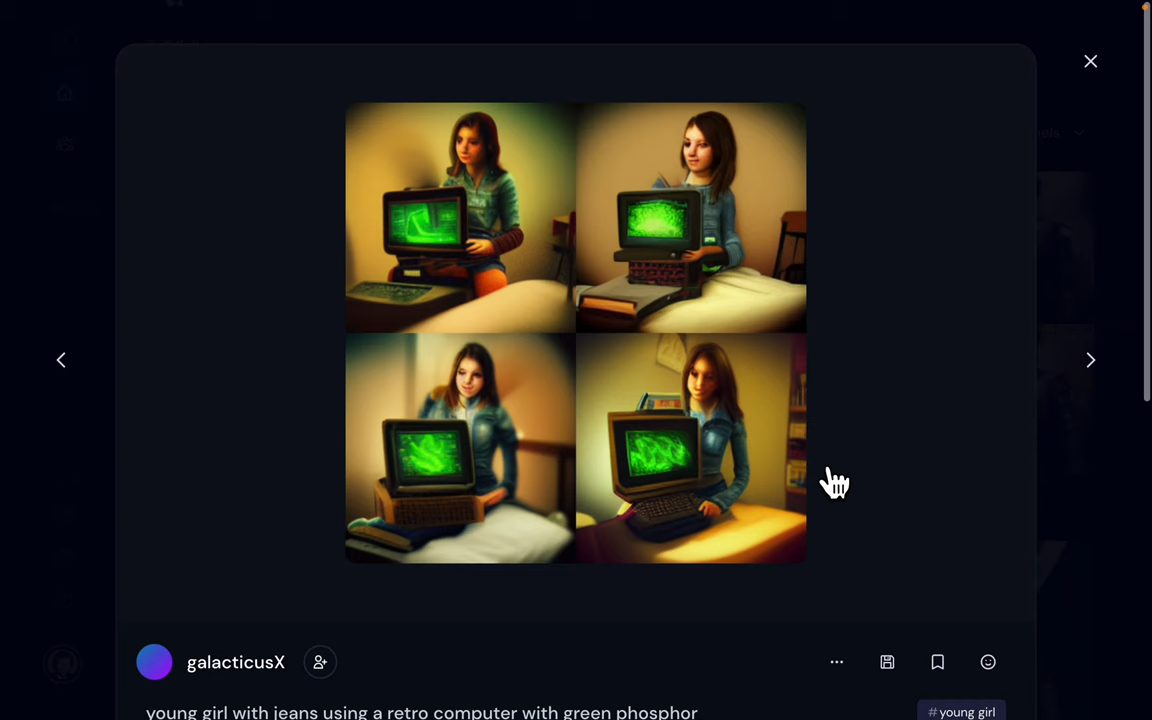 galacticusX
young girl with jeans using a retro computer with green phosphor
#young girl